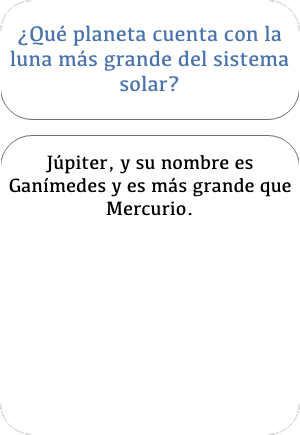 ¿Qué planeta cuenta con la
luna más grande del sistema
solar?
Júpiter, y su nombre es
Ganímedes y es más grande que
Mercurio.